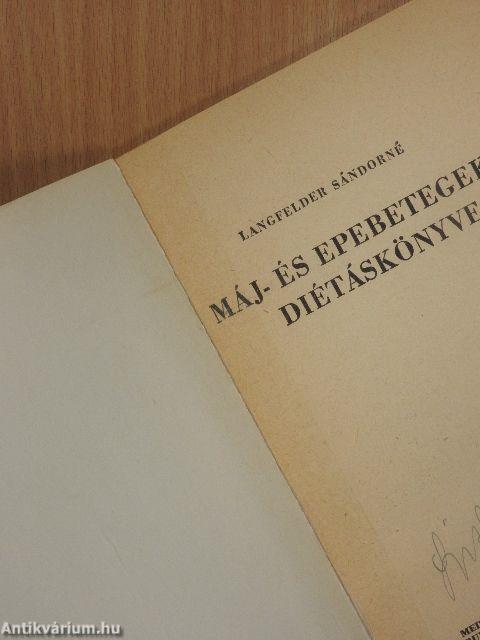 LANGFELDER SÁNDORNÉ
MÁJ- ÉS EPEBETEGEK
DIÉTÁSKÖNYVE
Antikvárium.hu